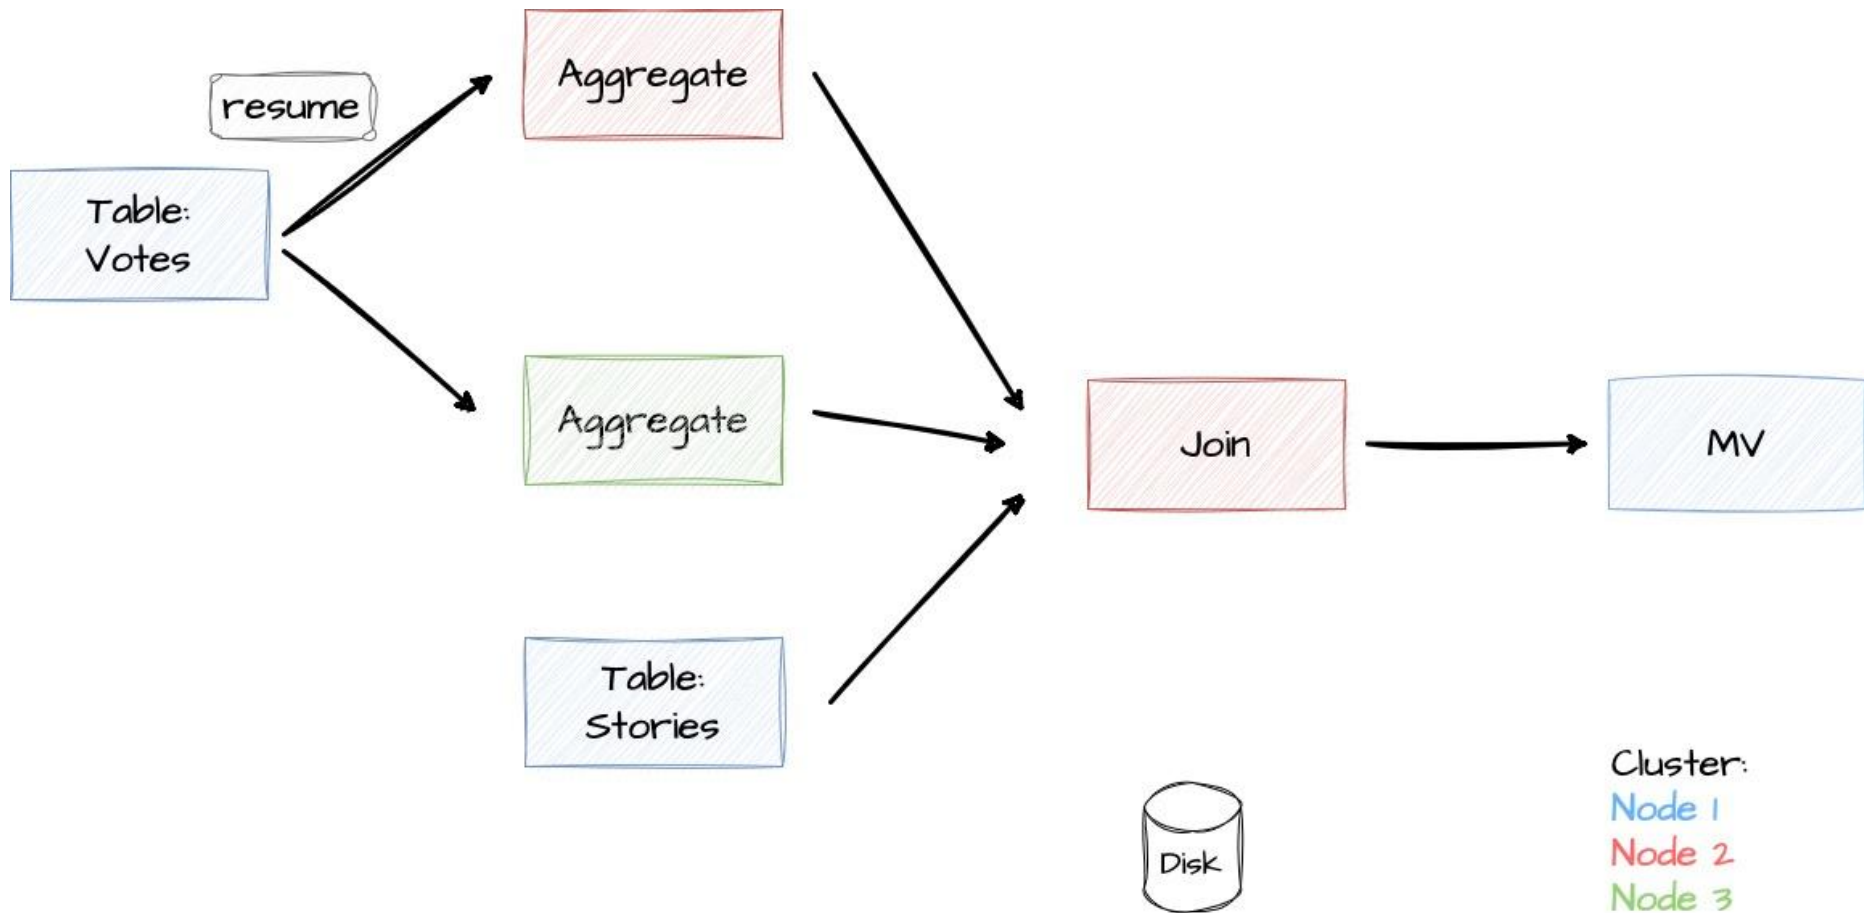 Aggregate
resume
Table:
Votes
Aggregate
Join
MV
Table:
Stories
Disk
Cluster:
Node 1
Node 2
Node 3